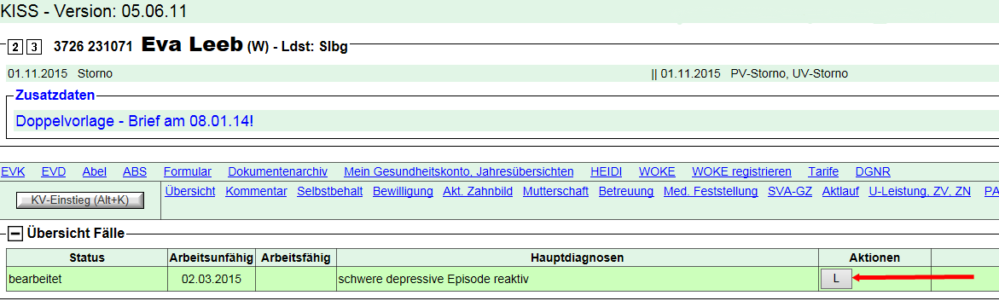 KISS - Version: 05.06.11
2 3 3726 231071 Eva Leeb (W) - Ldst: Slbg
01.11.2015 Storno || 01.11.2015 PV-Storno, UV-Storno
Zusatzdaten
Doppelvorlage - Brief am 08.01.14!
EVK EVD Abel ABS Formular Dokumentenarchiv Mein Gesundheitskonto, Jahresübersichten HEIDI WOKE WOKE registrieren Tarife DGNR
KV-Einstieg (Alt+K) Übersicht Kommentar Selbstbehalt Bewilligung Akt. Zahnbild Mutterschaft Betreuung Med. Feststellung SVA-GZ Aktlauf U-Leistung, ZV, ZN PA
Übersicht Fälle
Status Arbeitsunfähig Arbeitsfähig Hauptdiagnosen Aktionen
bearbeitet 02.03.2015 schwere depressive Episode reaktiv L